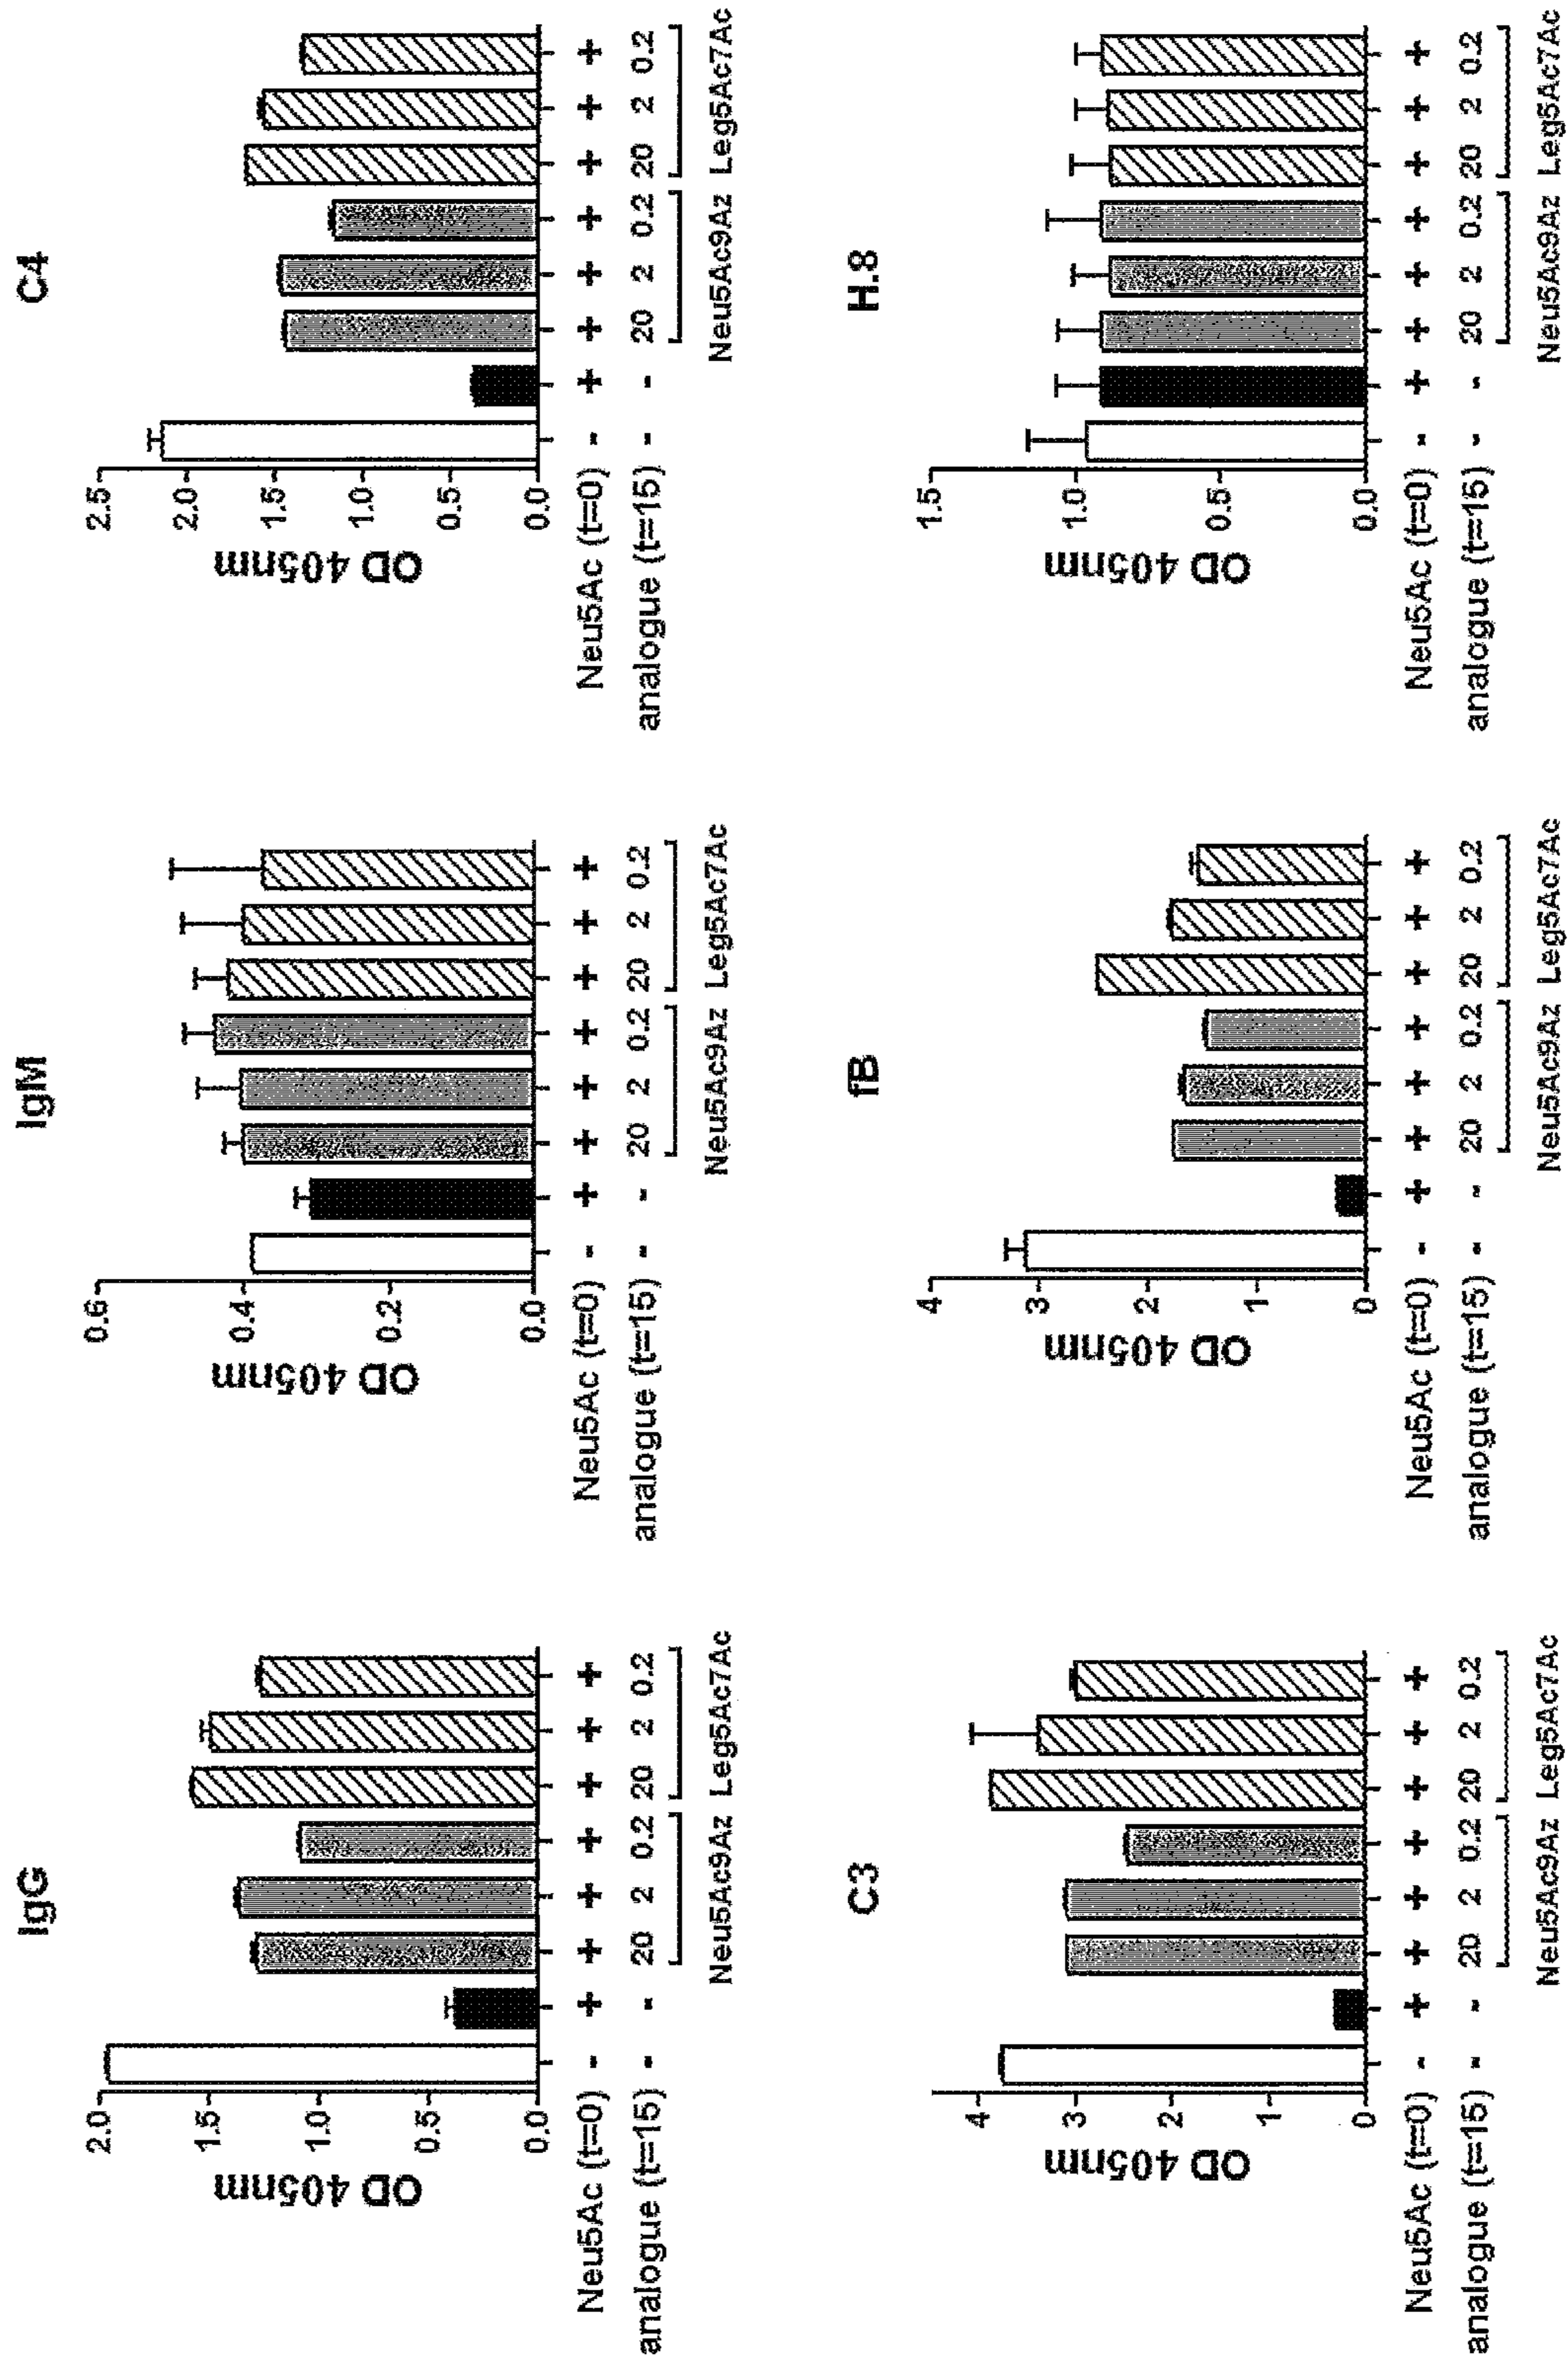 IgG
OD 405nm
2.0
1.5
1.0
0.5
0.0
Neu5Ac (t=0) - + + + + + + +
analogue (t=15) - - 20 2 0.2 20 2 0.2
Neu5Ac9Az Leg5Ac7Ac
IgM
OD 405nm
0.6
0.4
0.2
0.0
Neu5Ac (t=0) - + + + + + + +
analogue (t=15) - - 20 2 0.2 20 2 0.2
Neu5Ac9Az Leg5Ac7Ac
C4
OD 405nm
2.5
2.0
1.5
1.0
0.5
0.0
Neu5Ac (t=0) - + + + + + + +
analogue (t=15) - - 20 2 0.2 20 2 0.2
Neu5Ac9Az Leg5Ac7Ac
C3
OD 405nm
4
3
2
1
0
Neu5Ac (t=0) - + + + + + + +
analogue (t=15) - - 20 2 0.2 20 2 0.2
Neu5Ac9Az Leg5Ac7Ac
fB
OD 405nm
4
3
2
1
0
Neu5Ac (t=0) - + + + + + + +
analogue (t=15) - - 20 2 0.2 20 2 0.2
Neu5Ac9Az Leg5Ac7Ac
H.8
OD 405nm
1.5
1.0
0.5
0.0
Neu5Ac (t=0) - + + + + + + +
analogue (t=15) - - 20 2 0.2 20 2 0.2
Neu5Ac9Az Leg5Ac7Ac